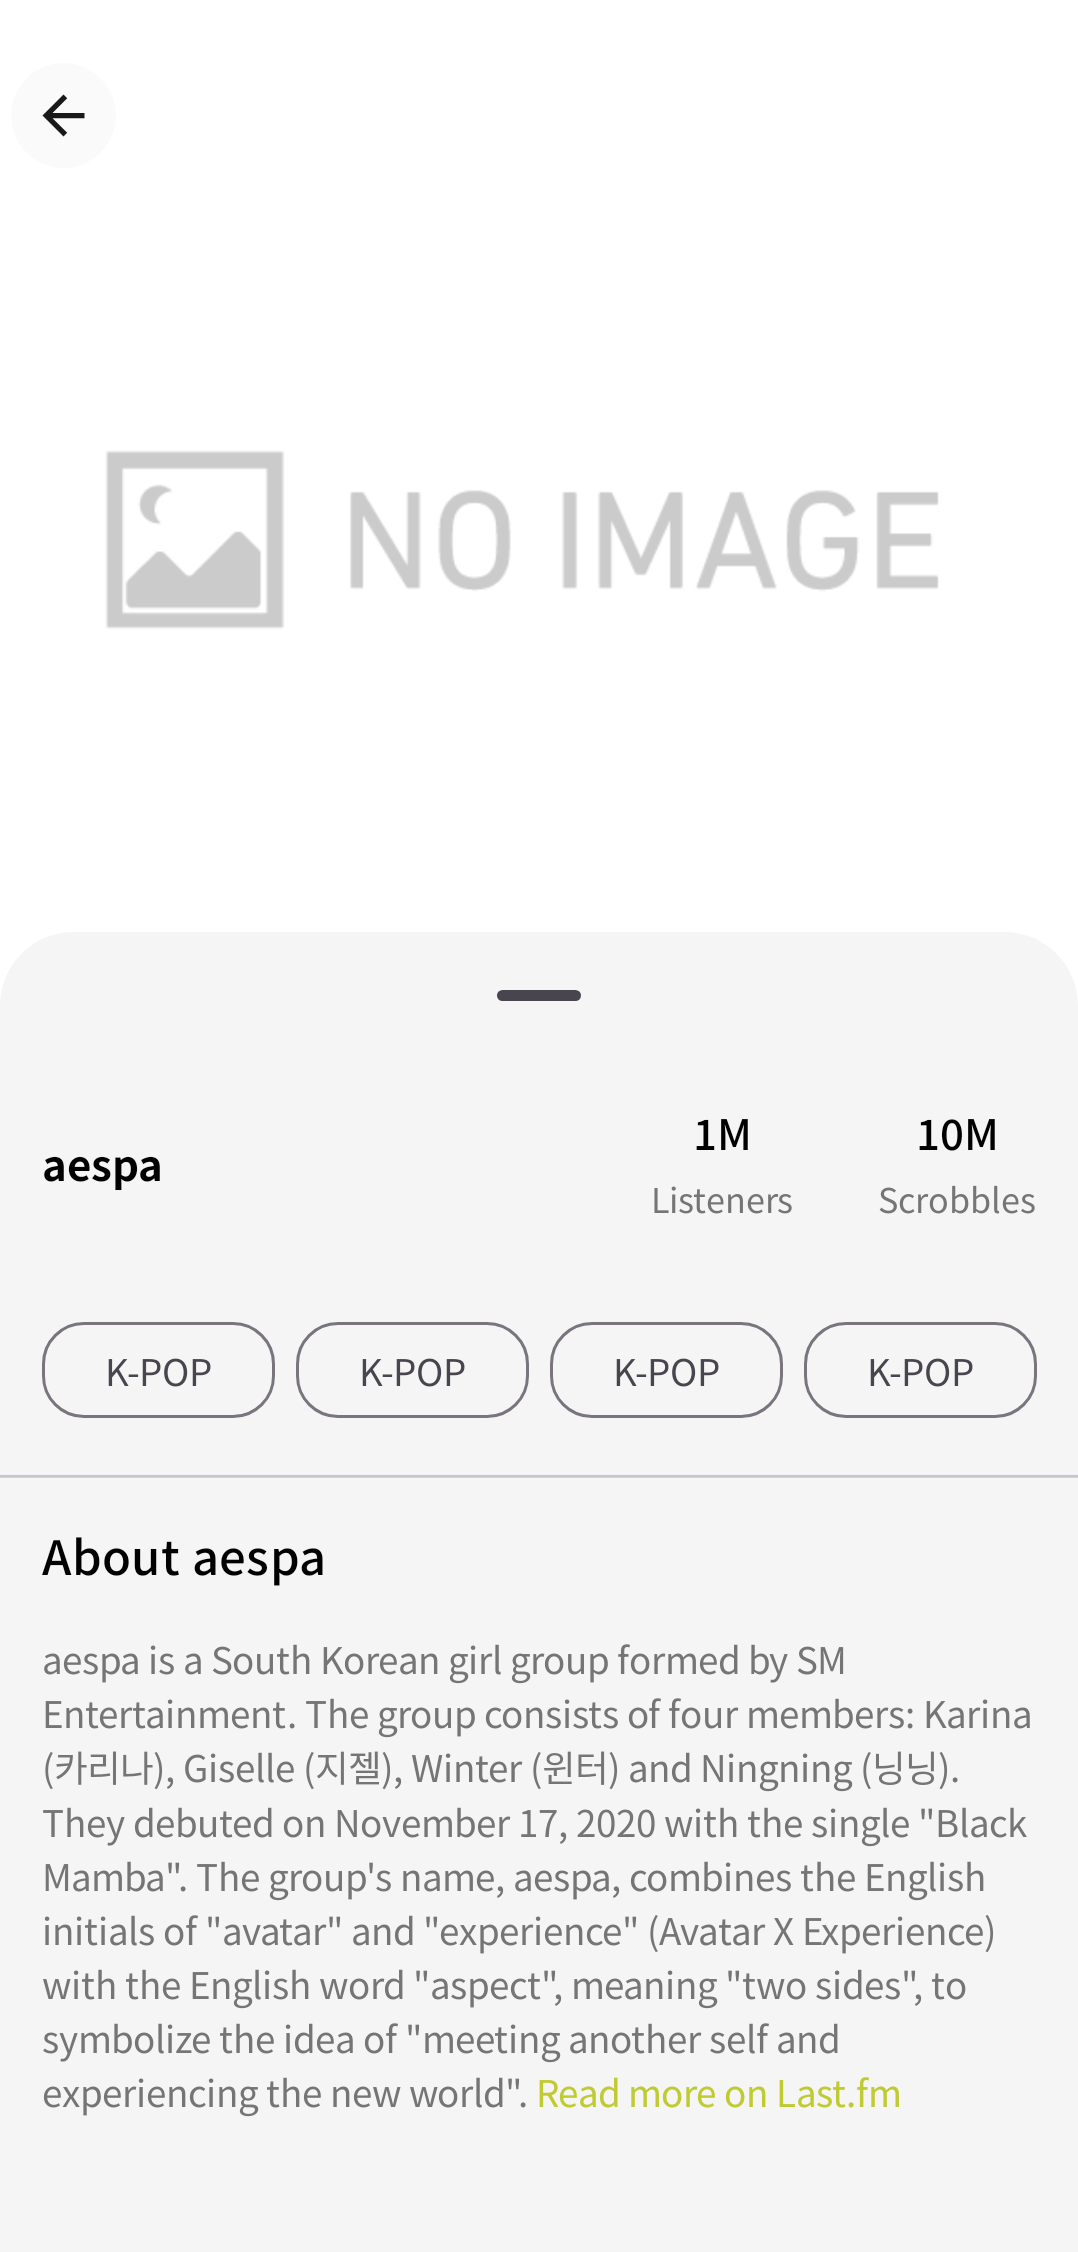 NO IMAGE
aespa
1M
Listeners
10M
Scrobbles
K-POP
K-POP
K-POP
K-POP
About aespa
aespa is a South Korean girl group formed by SM
Entertainment. The group consists of four members: Karina
(카리나), Giselle (지젤), Winter (윈터) and Ningning (닝닝).
They debuted on November 17, 2020 with the single "Black
Mamba". The group's name, aespa, combines the English
initials of "avatar" and "experience" (Avatar X Experience)
with the English word "aspect", meaning "two sides", to
symbolize the idea of "meeting another self and
experiencing the new world". Read more on Last.fm